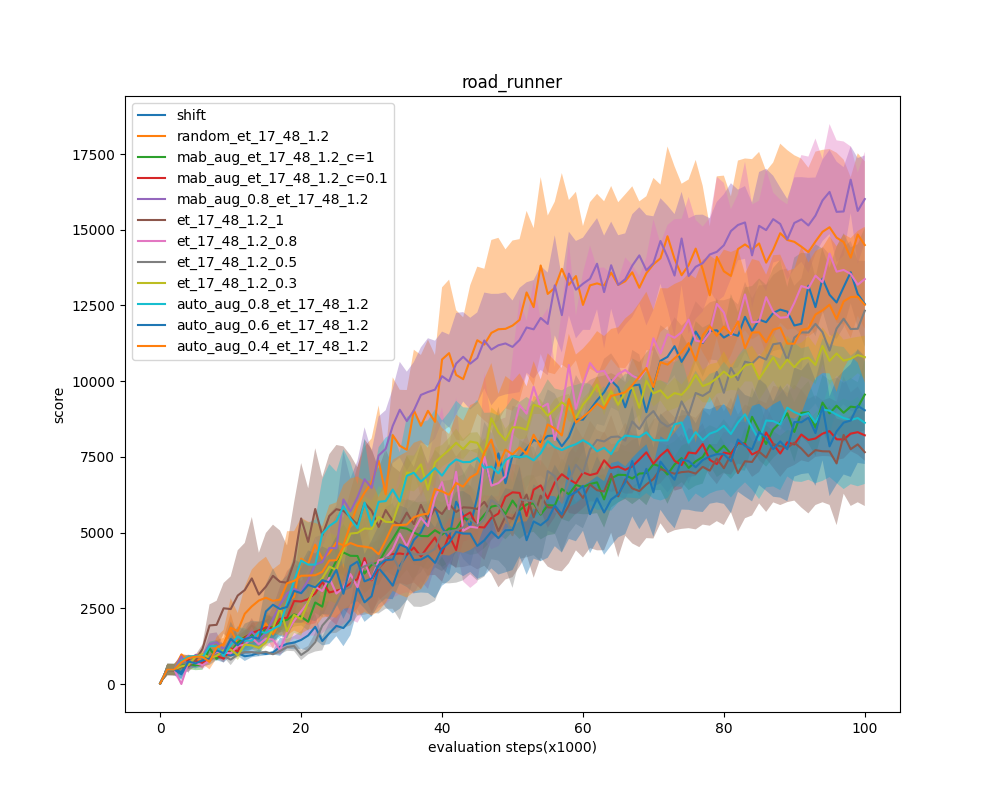 road_runner
shift
random_et_17_48_1.2
mab_aug_et_17_48_1.2_c=1
mab_aug_et_17_48_1.2_c=0.1
mab_aug_0.8_et_17_48_1.2
et_17_48_1.2_1
et_17_48_1.2_0.8
et_17_48_1.2_0.5
et_17_48_1.2_0.3
auto_aug_0.8_et_17_48_1.2
auto_aug_0.6_et_17_48_1.2
auto_aug_0.4_et_17_48_1.2
17500
15000
12500
10000
7500
5000
2500
0
score
0 20 40 60 80 100
evaluation steps(x1000)